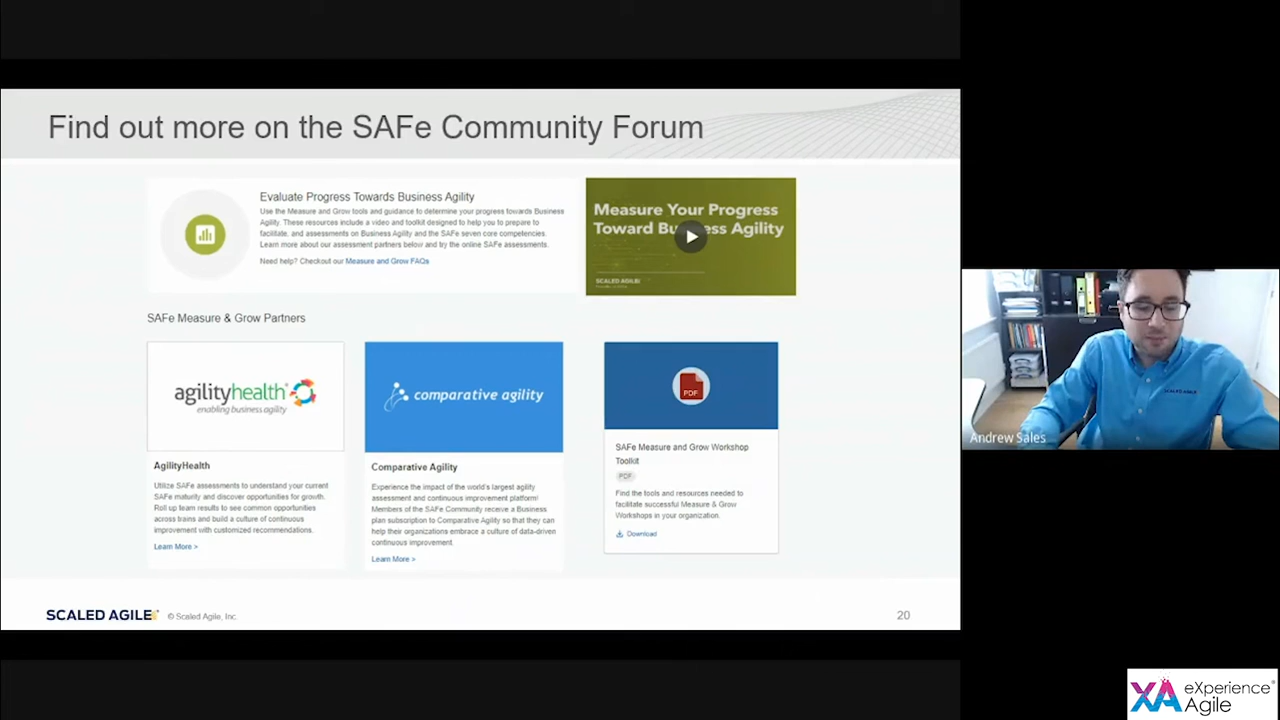 Find out more on the SAFe Community Forum
Evaluate Progress Towards Business Agility
Use the Measure and Grow tools and guidance to determine your progress towards Business
Agility. These resources include a video and toolkit designed to help you to prepare to
facilitate, and assessments on Business Agility and the SAFe seven core competencies.
Learn more about our assessment partners below and try the online SAFe assessments.
Need help? Checkout our Measure and Grow FAQs
Measure Your Progress
Toward Business Agility
SCALED AGILE
SAFe Measure & Grow Partners
agilityhealth®
enabling business agility
AgilityHealth
Utilize SAFe assessments to understand your current
SAFe maturity and discover opportunities for growth.
Roll up team results to see common opportunities
across trains and build a culture of continuous
improvement with customized recommendations.
Learn More >
comparative agility
Comparative Agility
Experience the impact of the world's largest agility
assessment and continuous improvement platform!
Members of the SAFe Community receive a Business
plan subscription to Comparative Agility so that they can
help their organizations embrace a culture of data-driven
continuous improvement.
Learn More >
PDF
SAFe Measure and Grow Workshop
Toolkit
PDF
Find the tools and resources needed to
facilitate successful Measure & Grow
Workshops in your organization.
Download
SCALED AGILE®
© Scaled Agile, Inc.
20
SCALED AGILE
Andrew Sales
XA eXperience®
Agile